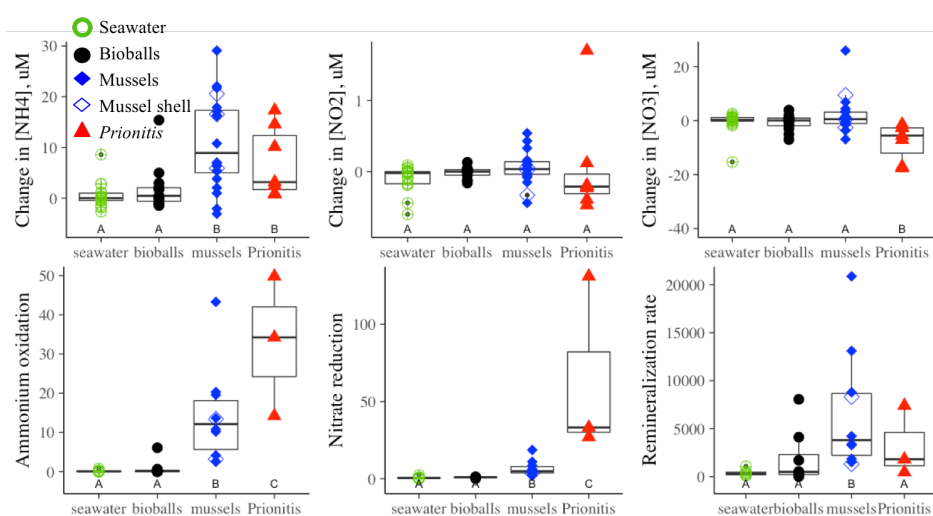 Seawater
Bioballs
Mussels
Mussel shell
Prionitis
Change in [NH4], uM
30
20
10
0
A A B B
seawater bioballs mussels Prionitis
Change in [NO2], uM
1
0
A A A A
seawater bioballs mussels Prionitis
Change in [NO3], uM
20
0
-20
-40
A A A B
seawater bioballs mussels Prionitis
Ammonium oxidation
50
40
30
20
10
0
A A B C
seawater bioballs mussels Prionitis
Nitrate reduction
100
50
0
A A B C
seawater bioballs mussels Prionitis
Remineralization rate
20000
15000
10000
5000
0
A A B A
seawater bioballs mussels Prionitis